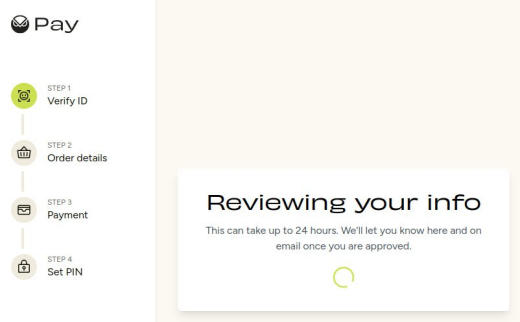 Pay
STEP 1
Verify ID
STEP 2
Order details
STEP 3
Payment
STEP 4
Set PIN
Reviewing your info
This can take up to 24 hours. We'll let you know here and on
email once you are approved.